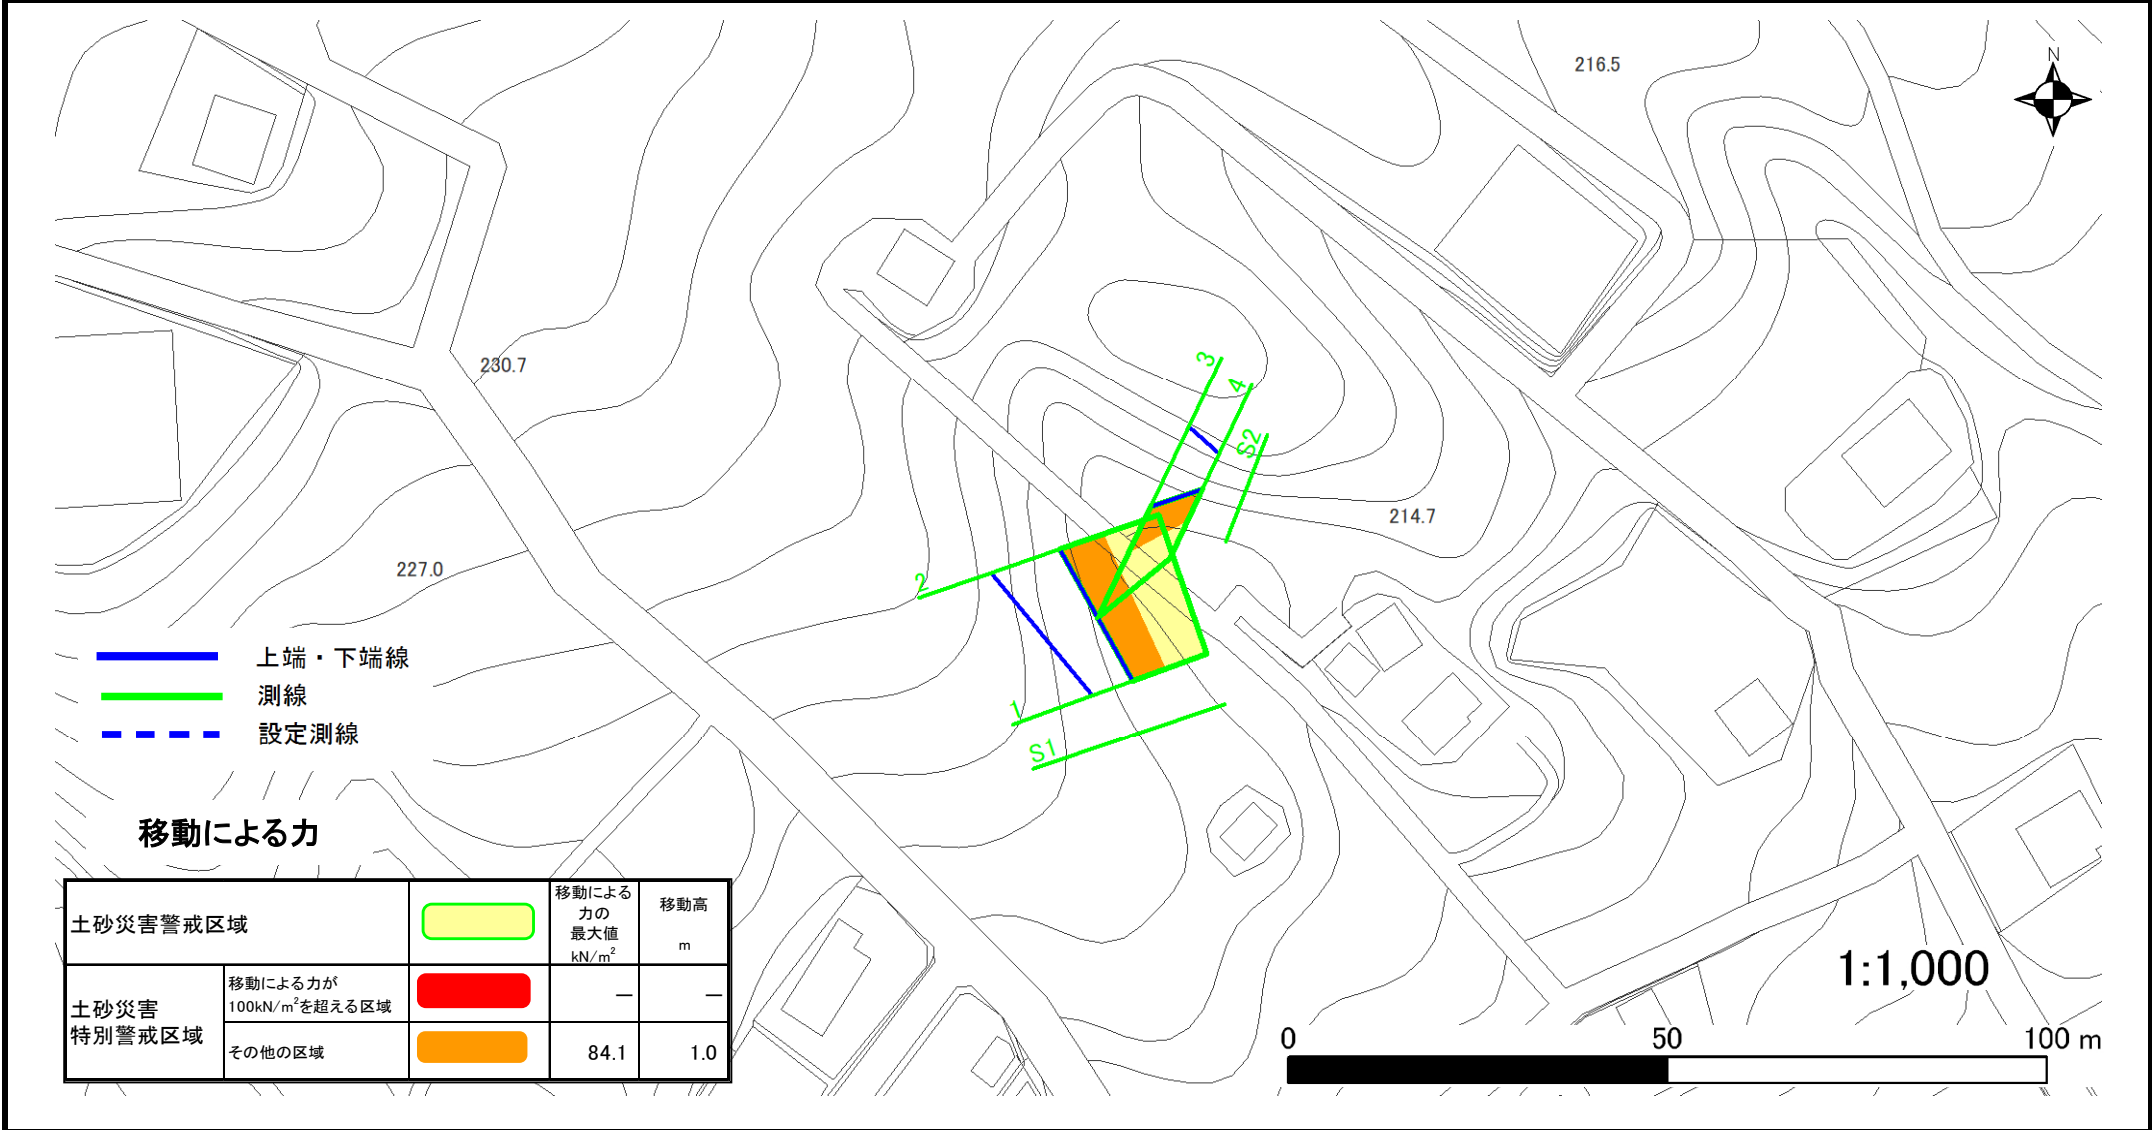 216.5
N
230.7
3
4
S2
214.7
227.0
2
1
S1
上端・下端線
測線
設定測線
移動による力
土砂災害警戒区域
移動による
力の
最大値
kN/m²
移動高
m
土砂災害
特別警戒区域
移動による力が
100kN/m²を超える区域
—
—
その他の区域
84.1
1.0
1:1,000
0
50
100 m